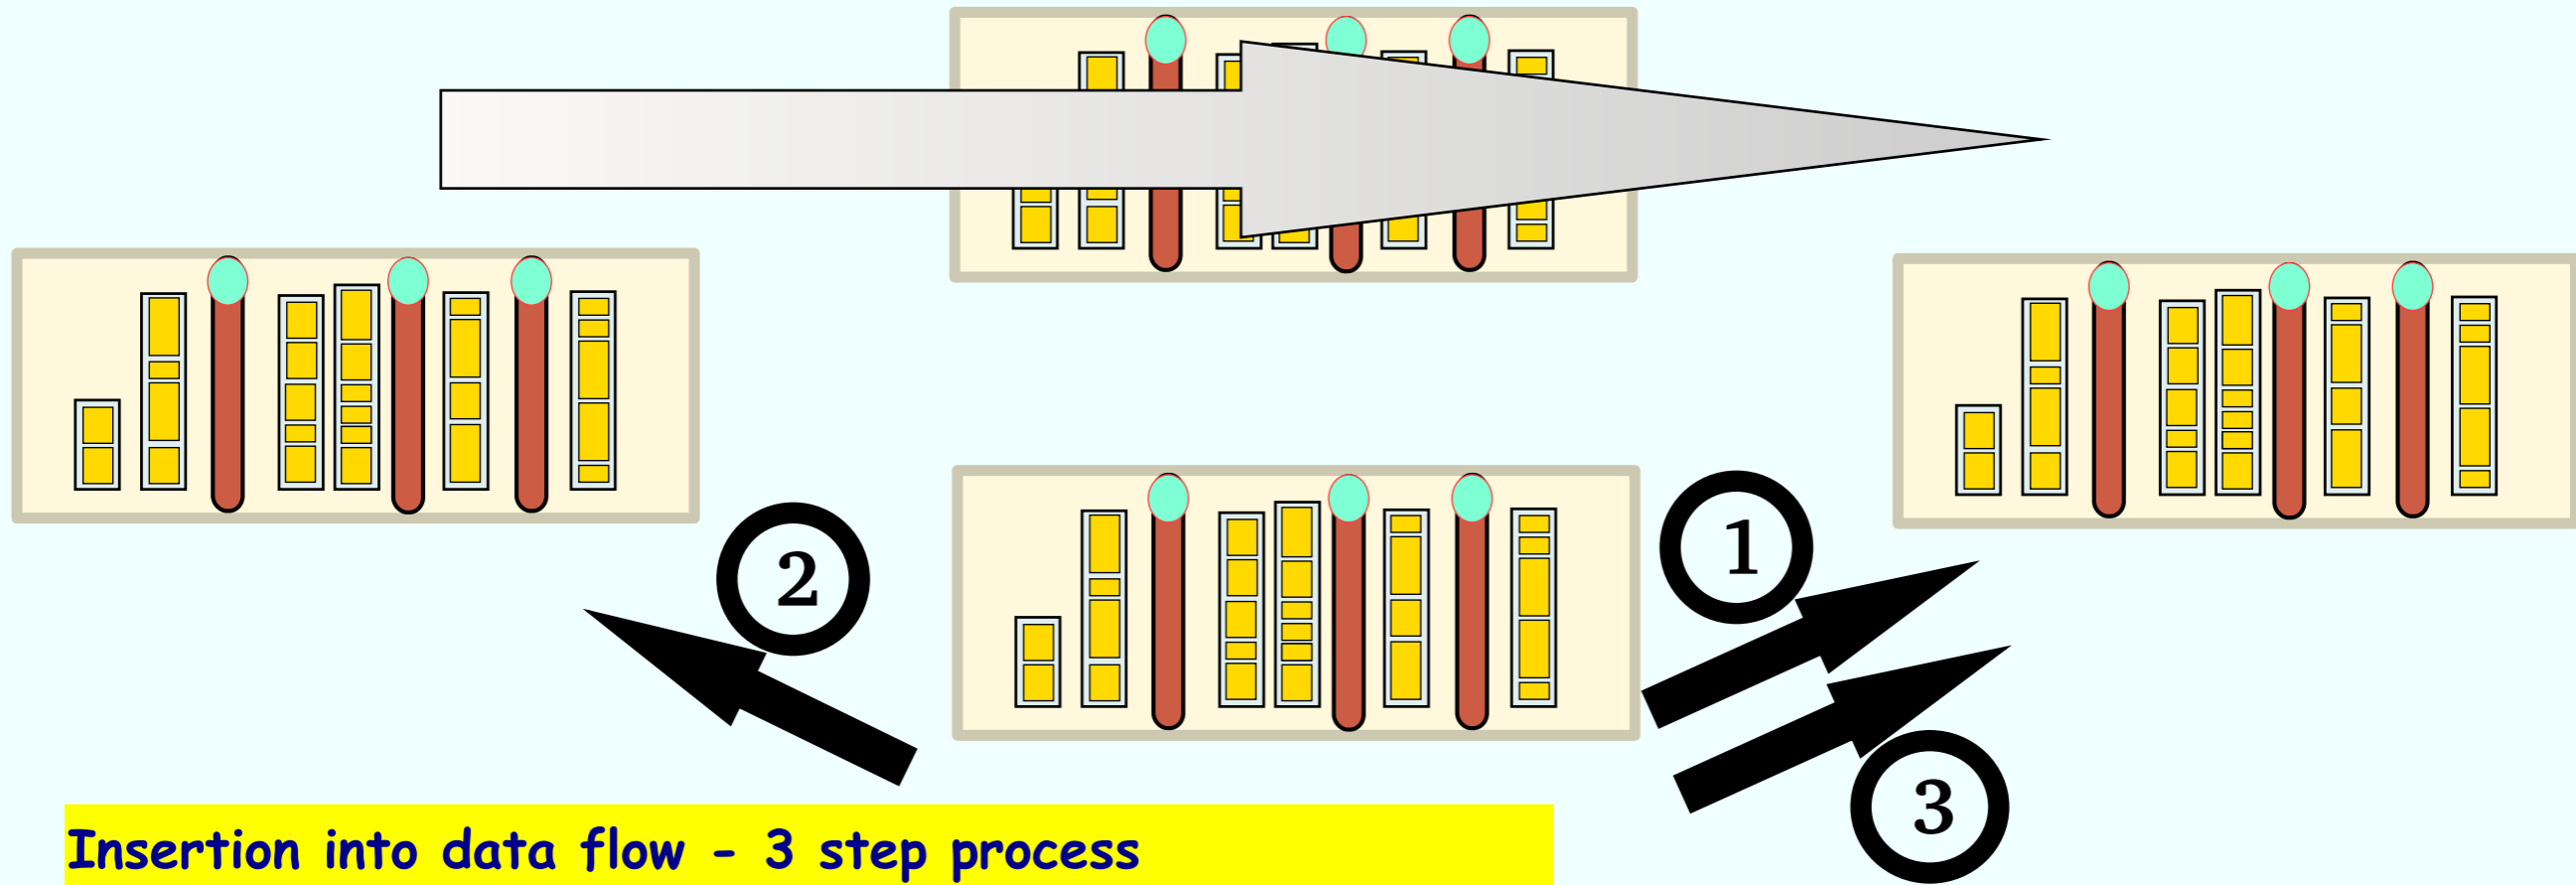 1
2
3
Insertion into data flow - 3 step process